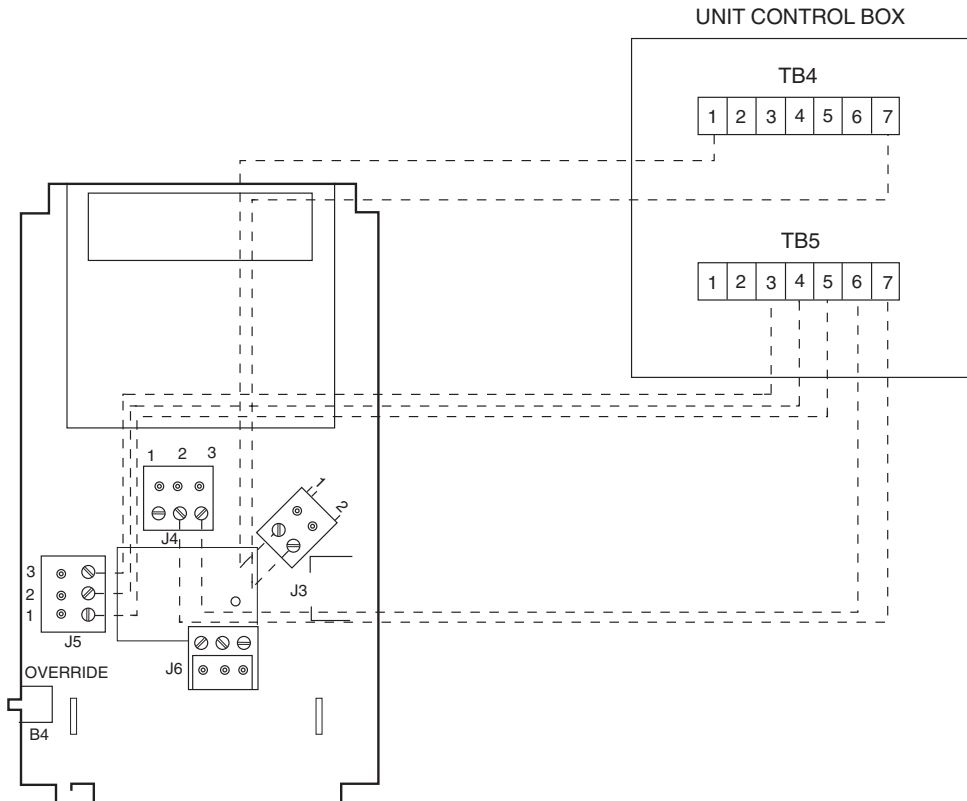 UNIT CONTROL BOX
TB4
1 2 3 4 5 6 7
TB5
1 2 3 4 5 6 7
1 2 3
J4
1
2
J3
3
2
1
J5
J6
OVERRIDE
B4